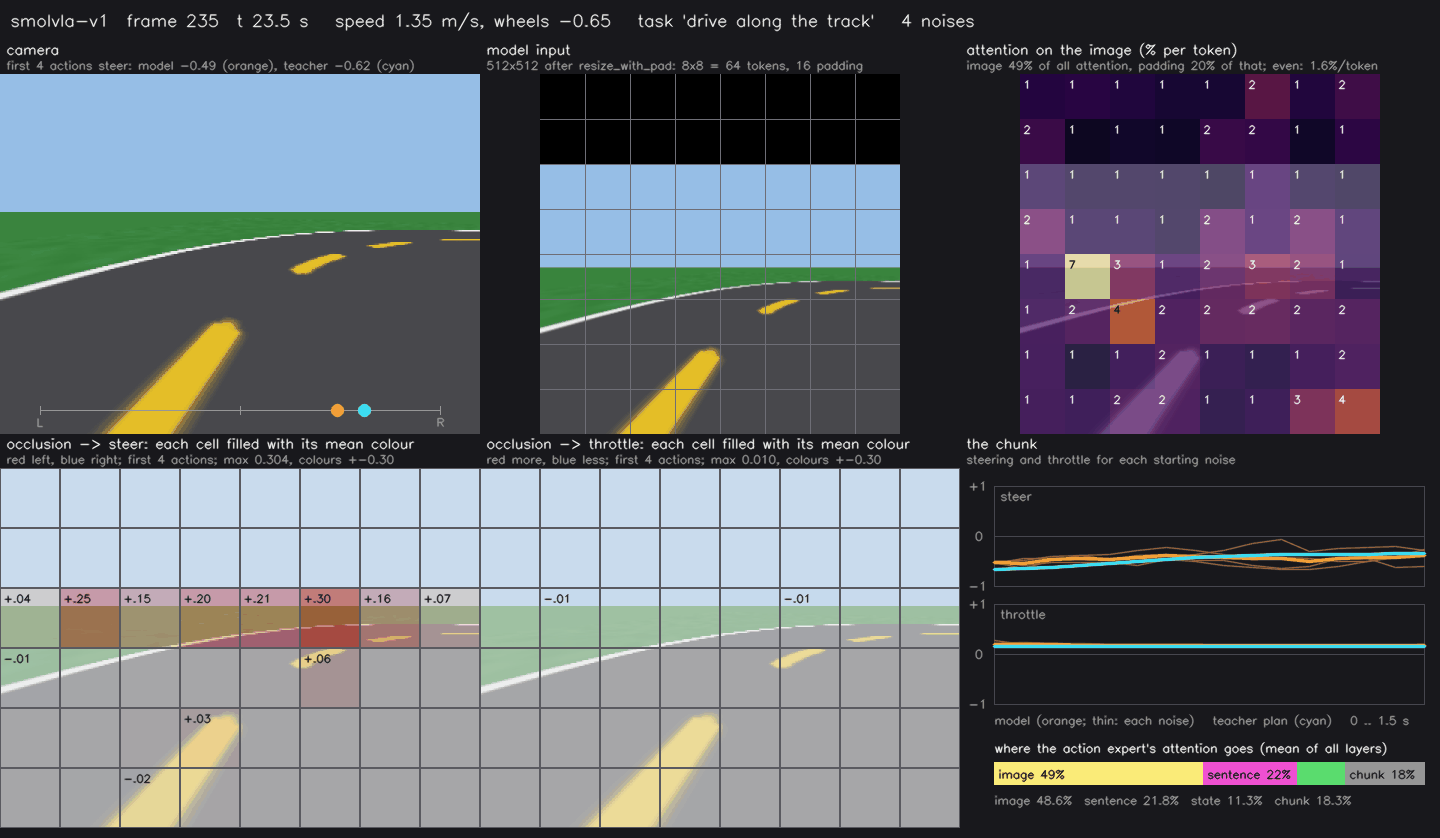 smolvla-v1 frame 235 t 23.5 s speed 1.35 m/s, wheels −0.65 task 'drive along the track' 4 noises
camera
first 4 actions steer: model −0.49 (orange), teacher −0.62 (cyan)
L
R
model input
512x512 after resize_with_pad: 8x8 = 64 tokens, 16 padding
attention on the image (% per token)
image 49% of all attention, padding 20% of that; even: 1.6%/token
1 1 1 1 1 2 1 2
2 1 1 1 2 2 1 1
1 1 1 1 1 1 1 1
2 1 1 1 2 1 2 1
1 7 3 1 2 3 2 1
1 2 4 2 2 2 2 2
1 1 1 2 1 1 1 2
1 1 2 2 1 1 3 4
occlusion −> steer: each cell filled with its mean colour
red left, blue right; first 4 actions; max 0.304, colours +−0.30
+.04 +.25 +.15 +.20 +.21 +.30 +.16 +.07
−.01 +.06
+.03
−.02
occlusion −> throttle: each cell filled with its mean colour
red more, blue less; first 4 actions; max 0.010, colours +−0.30
−.01 −.01
the chunk
steering and throttle for each starting noise
+1
steer
0
−1
+1
throttle
0
−1
model (orange; thin: each noise) teacher plan (cyan) 0 .. 1.5 s
where the action expert's attention goes (mean of all layers)
image 49% sentence 22% chunk 18%
image 48.6% sentence 21.8% state 11.3% chunk 18.3%